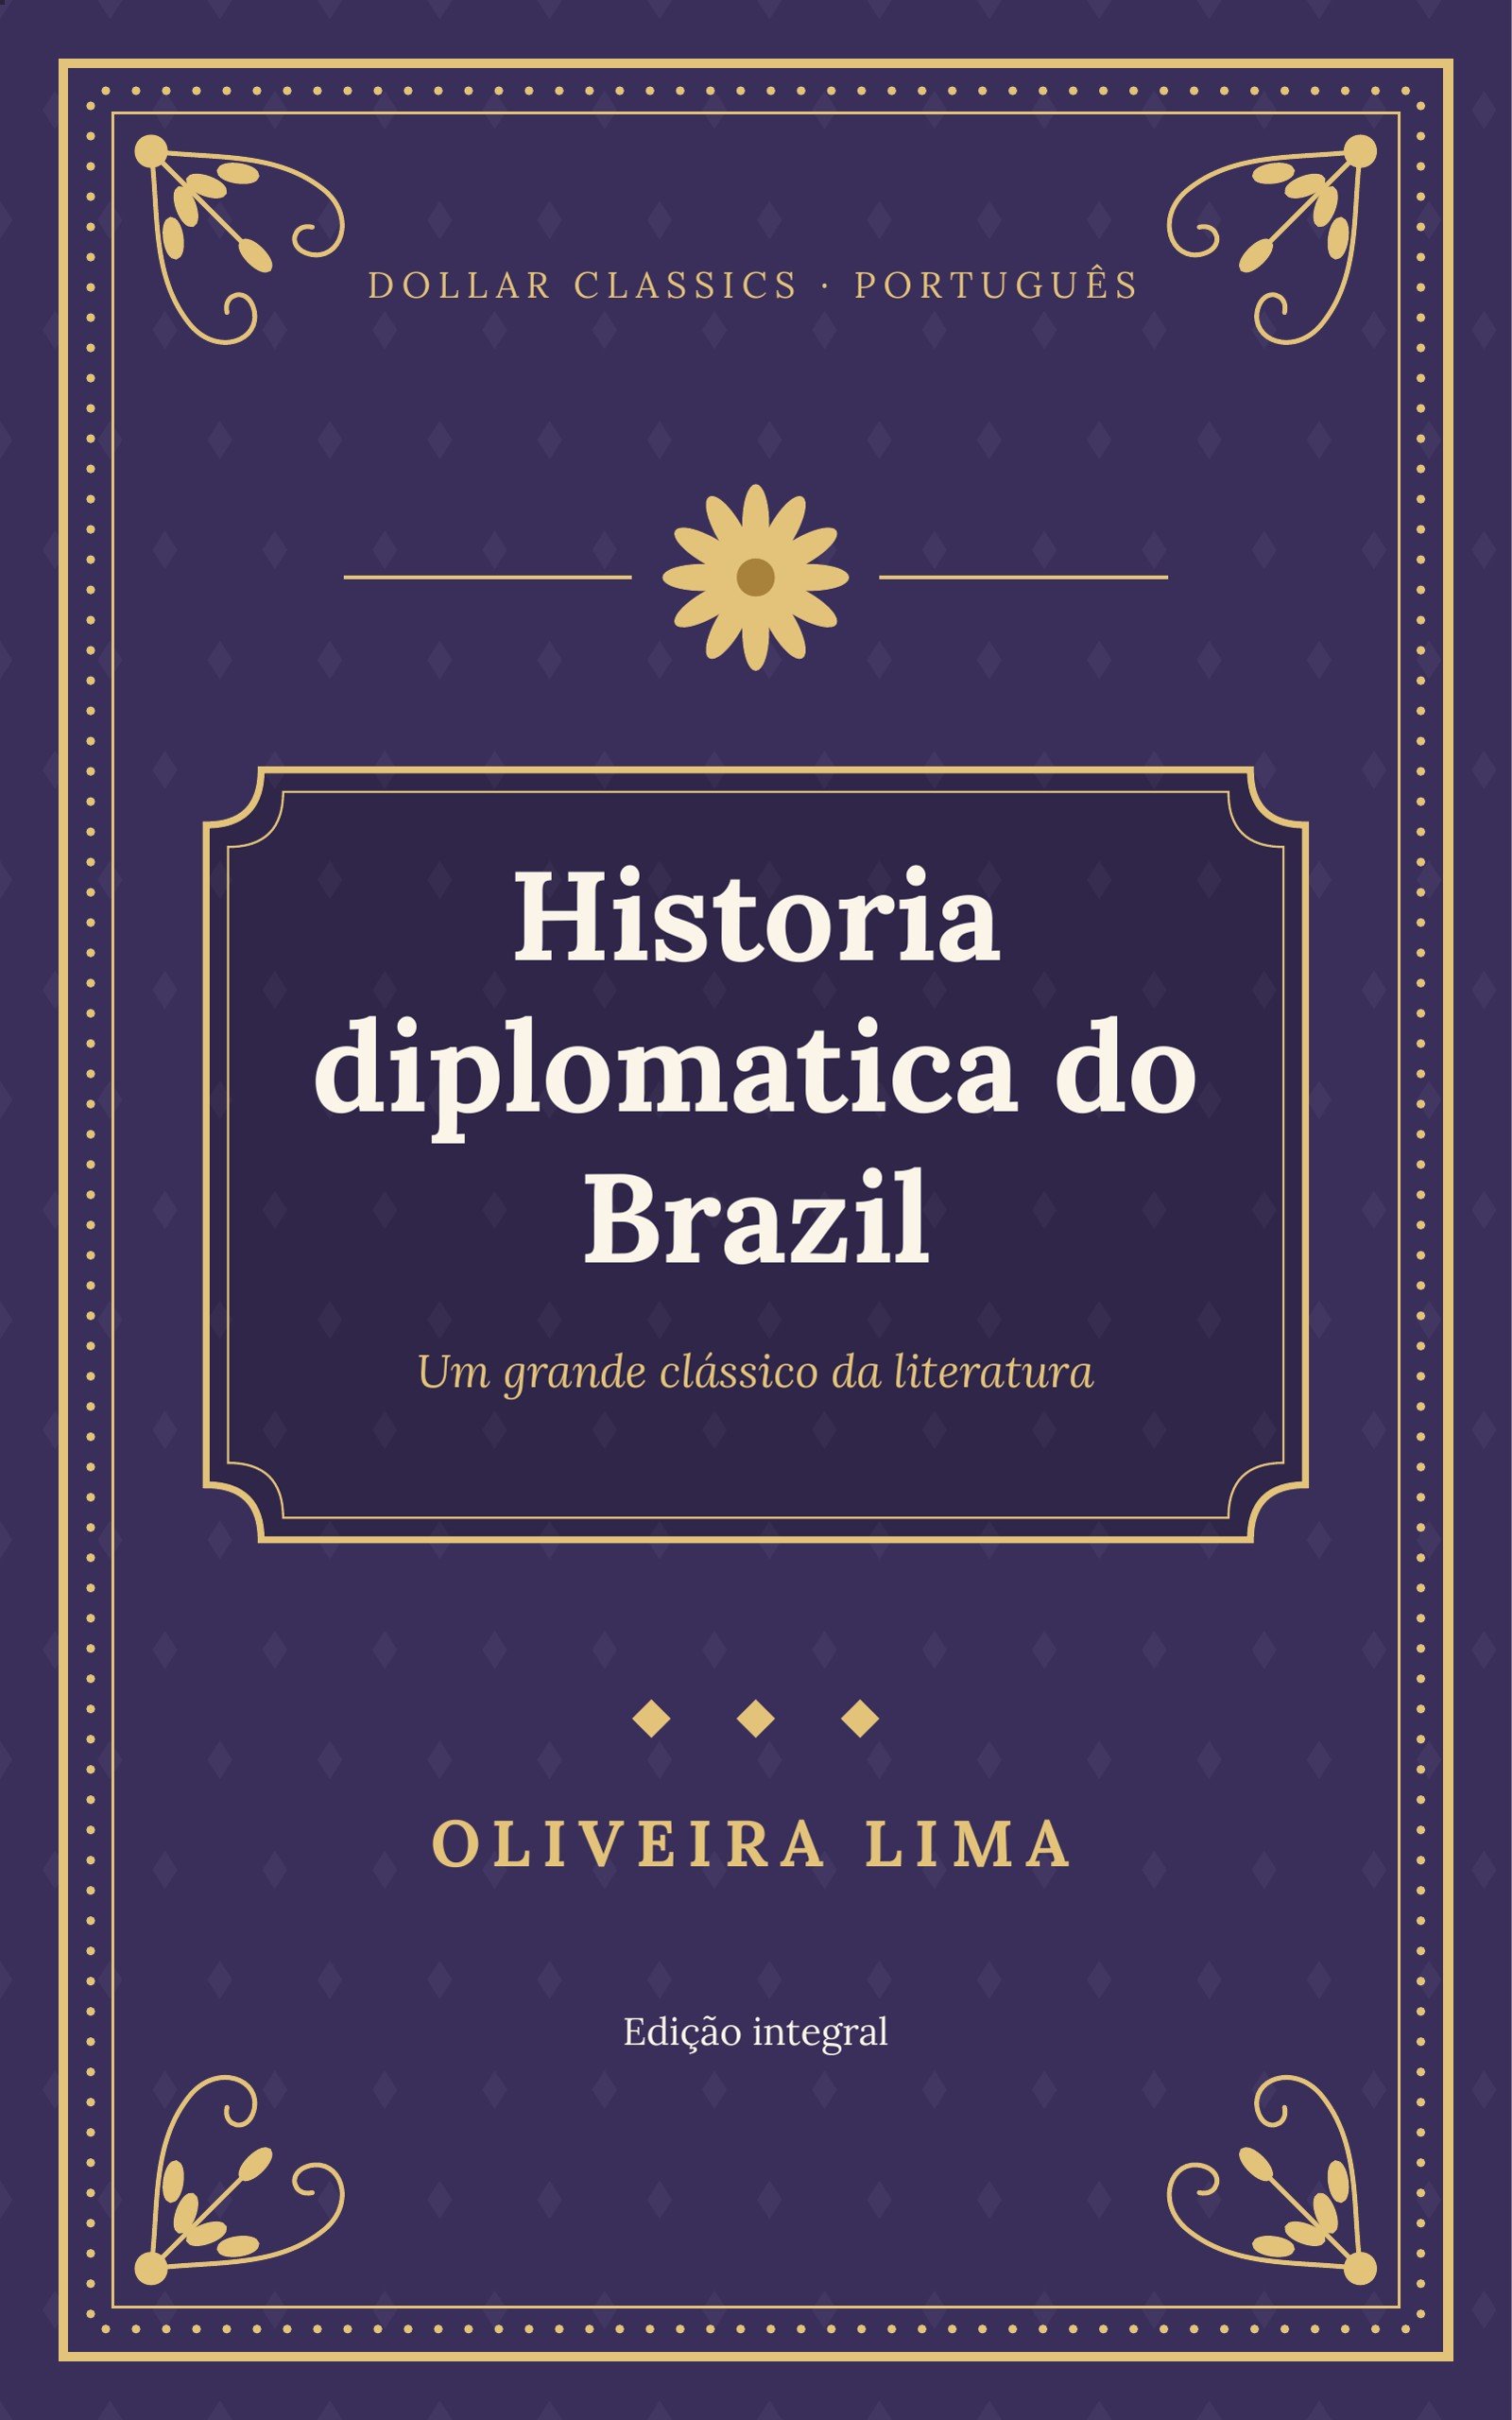 DOLLAR CLASSICS · PORTUGUÊS
Historia
diplomatica do
Brazil
Um grande clássico da literatura
OLIVEIRA LIMA
Edição integral